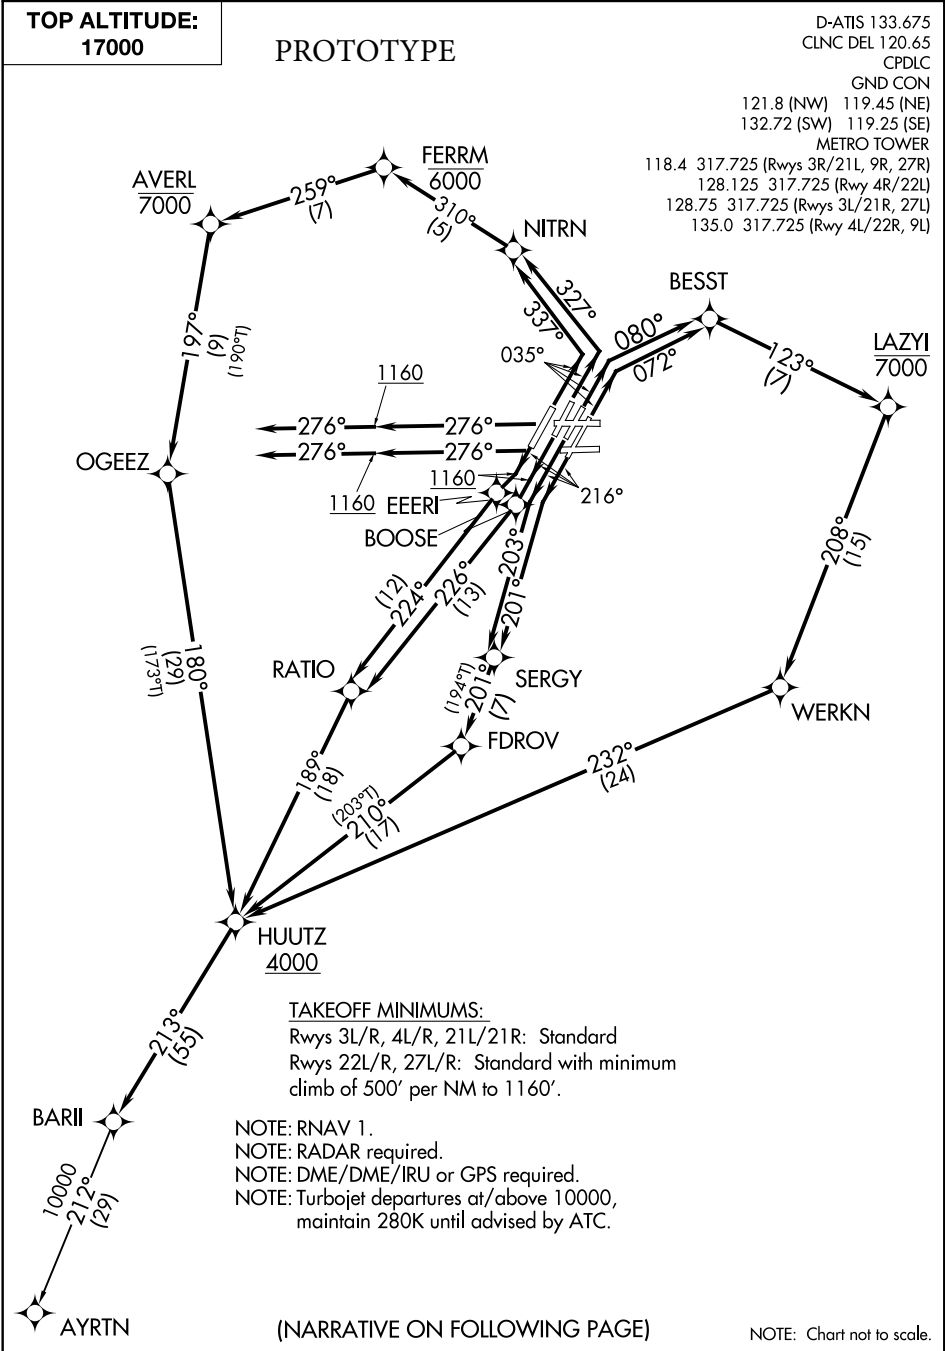 TOP ALTITUDE:
17000
PROTOTYPE
D-ATIS 133.675
CLNC DEL 120.65
CPDLC
GND CON
121.8 (NW) 119.45 (NE)
132.72 (SW) 119.25 (SE)
METRO TOWER
118.4 317.725 (Rwys 3R/21L, 9R, 27R)
128.125 317.725 (Rwy 4R/22L)
128.75 317.725 (Rwys 3L/21R, 27L)
135.0 317.725 (Rwy 4L/22R, 9L)
FERRM
6000
AVERL
7000
259°
(7)
310°
(5)
NITRN
BESST
327°
337°
080°
072°
LAZYI
7000
123°
(7)
197°
(9)
(190°T)
035°
1160
276°
276°
276°
276°
1160
1160
OGEEZ
EEERI
216°
BOOSE
203°
201°
208°
(15)
(12)
224°
226°
(13)
180°
(29)
(173°T)
RATIO
SERGY
(194°T)
201°
(7)
WERKN
FDROV
189°
(18)
(203°T)
210°
(17)
232°
(24)
HUUTZ
4000
213°
(55)
TAKEOFF MINIMUMS:
Rwys 3L/R, 4L/R, 21L/21R: Standard
Rwys 22L/R, 27L/R: Standard with minimum
climb of 500' per NM to 1160'.
BARII
NOTE: RNAV 1.
NOTE: RADAR required.
NOTE: DME/DME/IRU or GPS required.
NOTE: Turbojet departures at/above 10000,
maintain 280K until advised by ATC.
10000
212°
(29)
AYRTN
(NARRATIVE ON FOLLOWING PAGE)
NOTE: Chart not to scale.